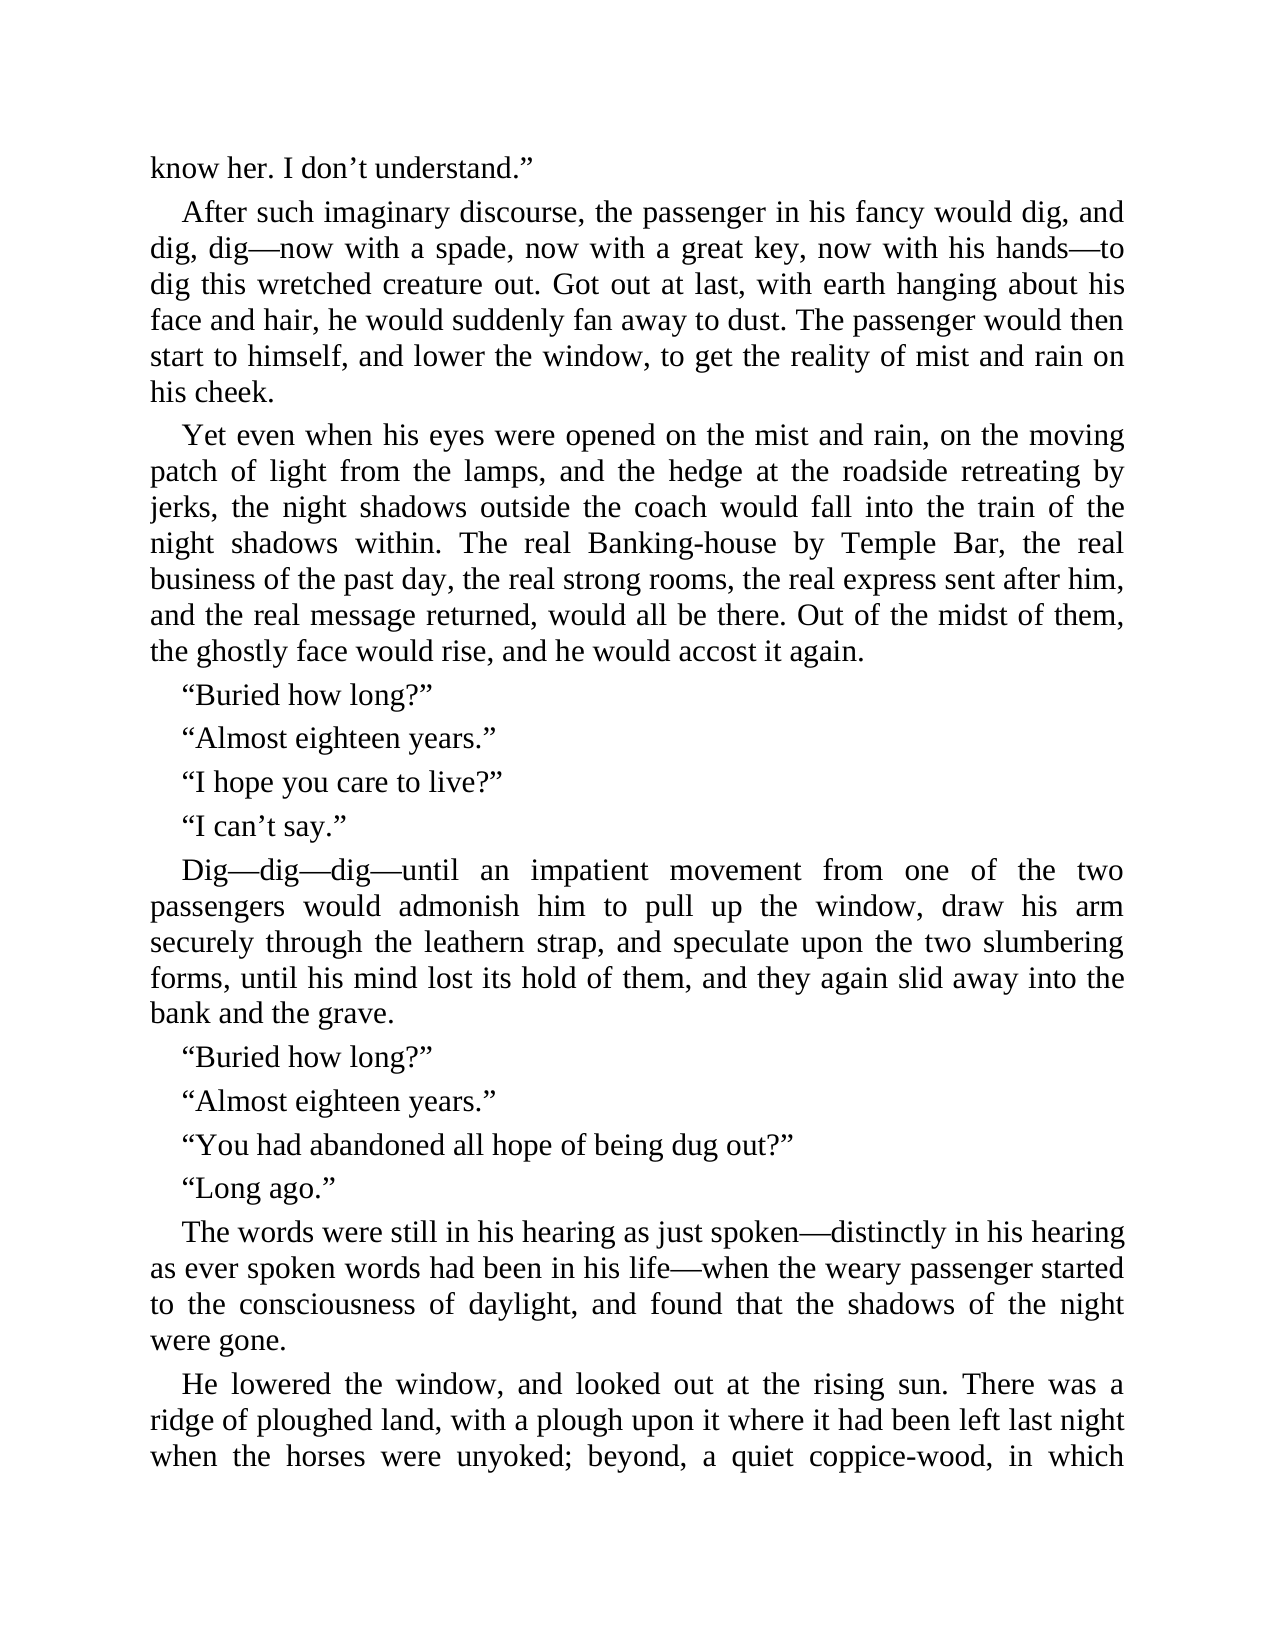 know her. I don’t understand.”
After such imaginary discourse, the passenger in his fancy would dig, and
dig, dig—now with a spade, now with a great key, now with his hands—to
dig this wretched creature out. Got out at last, with earth hanging about his
face and hair, he would suddenly fan away to dust. The passenger would then
start to himself, and lower the window, to get the reality of mist and rain on
his cheek.
Yet even when his eyes were opened on the mist and rain, on the moving
patch of light from the lamps, and the hedge at the roadside retreating by
jerks, the night shadows outside the coach would fall into the train of the
night shadows within. The real Banking-house by Temple Bar, the real
business of the past day, the real strong rooms, the real express sent after him,
and the real message returned, would all be there. Out of the midst of them,
the ghostly face would rise, and he would accost it again.
“Buried how long?”
“Almost eighteen years.”
“I hope you care to live?”
“I can’t say.”
Dig—dig—dig—until an impatient movement from one of the two
passengers would admonish him to pull up the window, draw his arm
securely through the leathern strap, and speculate upon the two slumbering
forms, until his mind lost its hold of them, and they again slid away into the
bank and the grave.
“Buried how long?”
“Almost eighteen years.”
“You had abandoned all hope of being dug out?”
“Long ago.”
The words were still in his hearing as just spoken—distinctly in his hearing
as ever spoken words had been in his life—when the weary passenger started
to the consciousness of daylight, and found that the shadows of the night
were gone.
He lowered the window, and looked out at the rising sun. There was a
ridge of ploughed land, with a plough upon it where it had been left last night
when the horses were unyoked; beyond, a quiet coppice-wood, in which